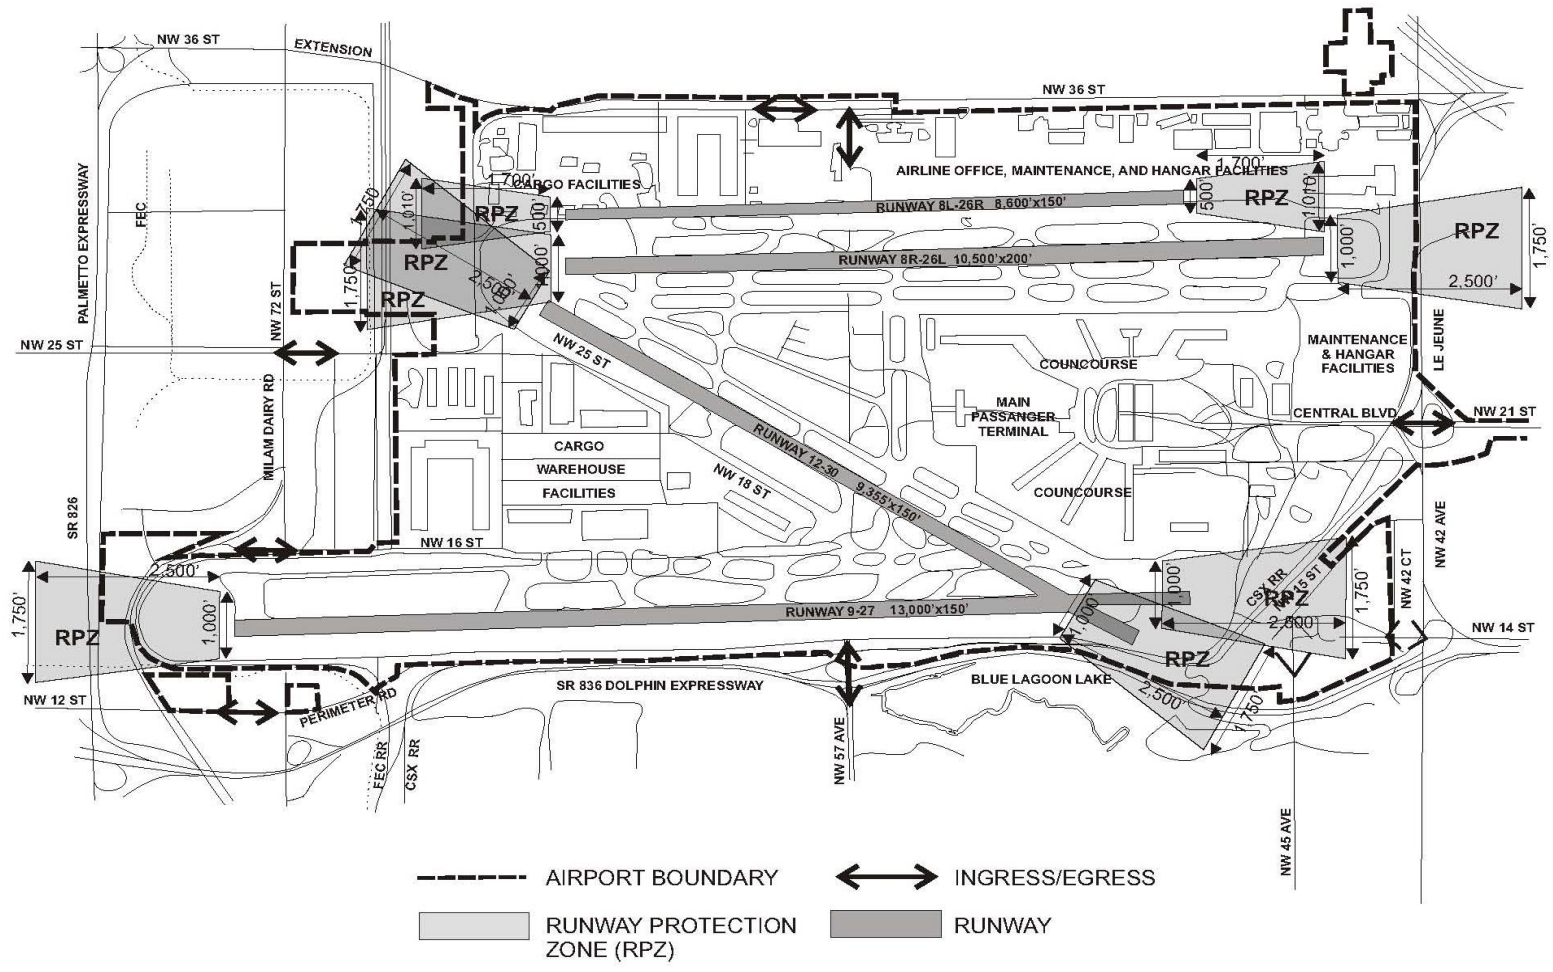 NW 36 ST
EXTENSION
NW 36 ST
PALMETTO EXPRESSWAY
FEC
1,700'
CARGO FACILITIES
AIRLINE OFFICE, MAINTENANCE, AND HANGAR FACILITIES
1,700'
1,750'
1,010'
RPZ
500'
RUNWAY 8L-26R 8,600'x150'
500'
RPZ
1,010'
RPZ
1,750'
RPZ
1,000'
RUNWAY 8R-26L 10,500'x200'
1,000'
2,500'
1,750'
RPZ
2,500'
NW 72 ST
NW 25 ST
NW 25 ST
MILAM DAIRY RD
COUNCOURSE
MAINTENANCE
& HANGAR
FACILITIES
LE JEUNE
MAIN
PASSANGER
TERMINAL
CENTRAL BLVD
NW 21 ST
CARGO
WAREHOUSE
FACILITIES
RUNWAY 12-30 9,355'x150'
NW 18 ST
COUNCOURSE
SR 826
NW 16 ST
NW 42 AVE
NW 42 CT
2,500'
1,750'
RPZ
1,000'
RUNWAY 9-27 13,000'x150'
1,000'
1,000'
CSX RR
NW 15 ST
RPZ
2,500'
1,750'
NW 14 ST
RPZ
2,500'
1,750'
NW 12 ST
PERIMETER RD
SR 836 DOLPHIN EXPRESSWAY
BLUE LAGOON LAKE
FEC RR
CSX RR
NW 57 AVE
NW 45 AVE
AIRPORT BOUNDARY
INGRESS/EGRESS
RUNWAY PROTECTION
ZONE (RPZ)
RUNWAY